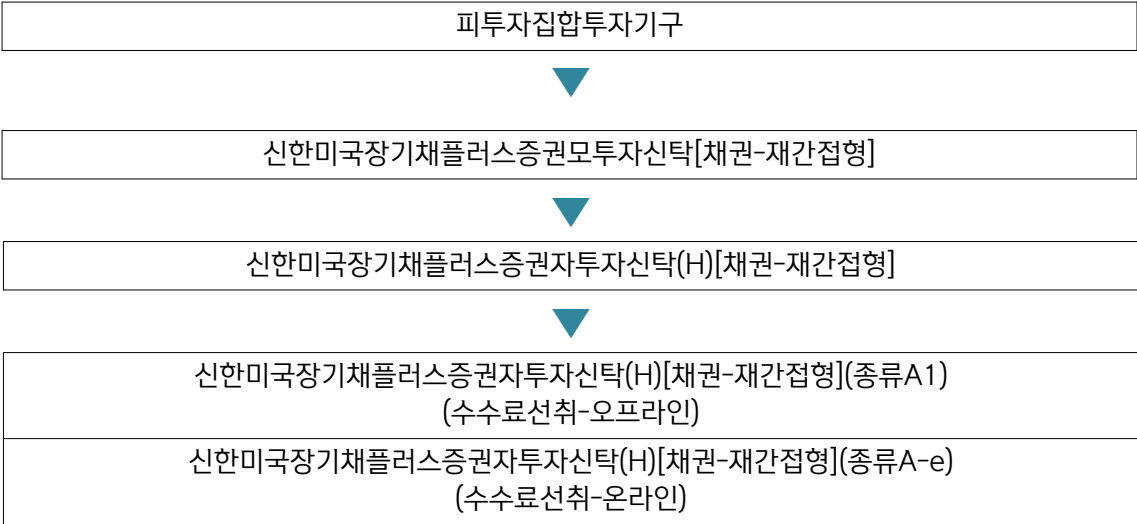 피투자집합투자기구
신한미국장기채플러스증권모투자신탁[채권-재간접형]
신한미국장기채플러스증권자투자신탁(H)[채권-재간접형]
신한미국장기채플러스증권자투자신탁(H)[채권-재간접형](종류A1)
(수수료선취-오프라인)
신한미국장기채플러스증권자투자신탁(H)[채권-재간접형](종류A-e)
(수수료선취-온라인)